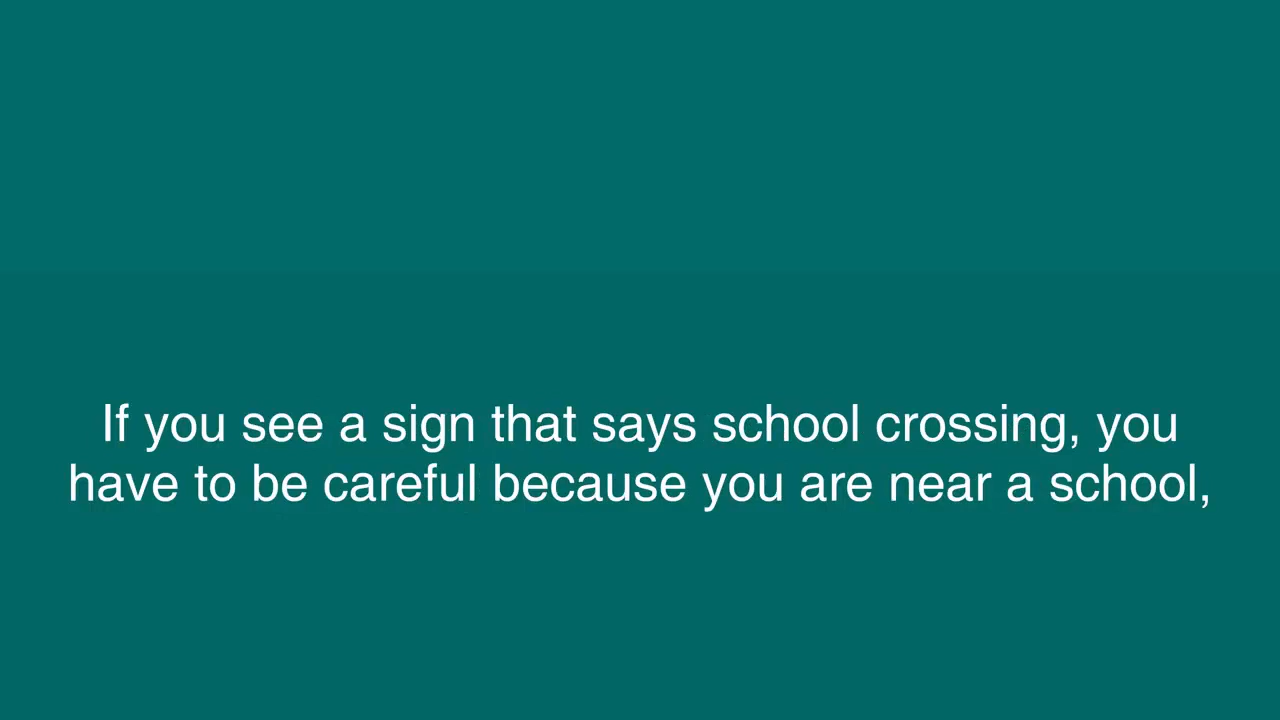 If you see a sign that says school crossing, you
have to be careful because you are near a school,